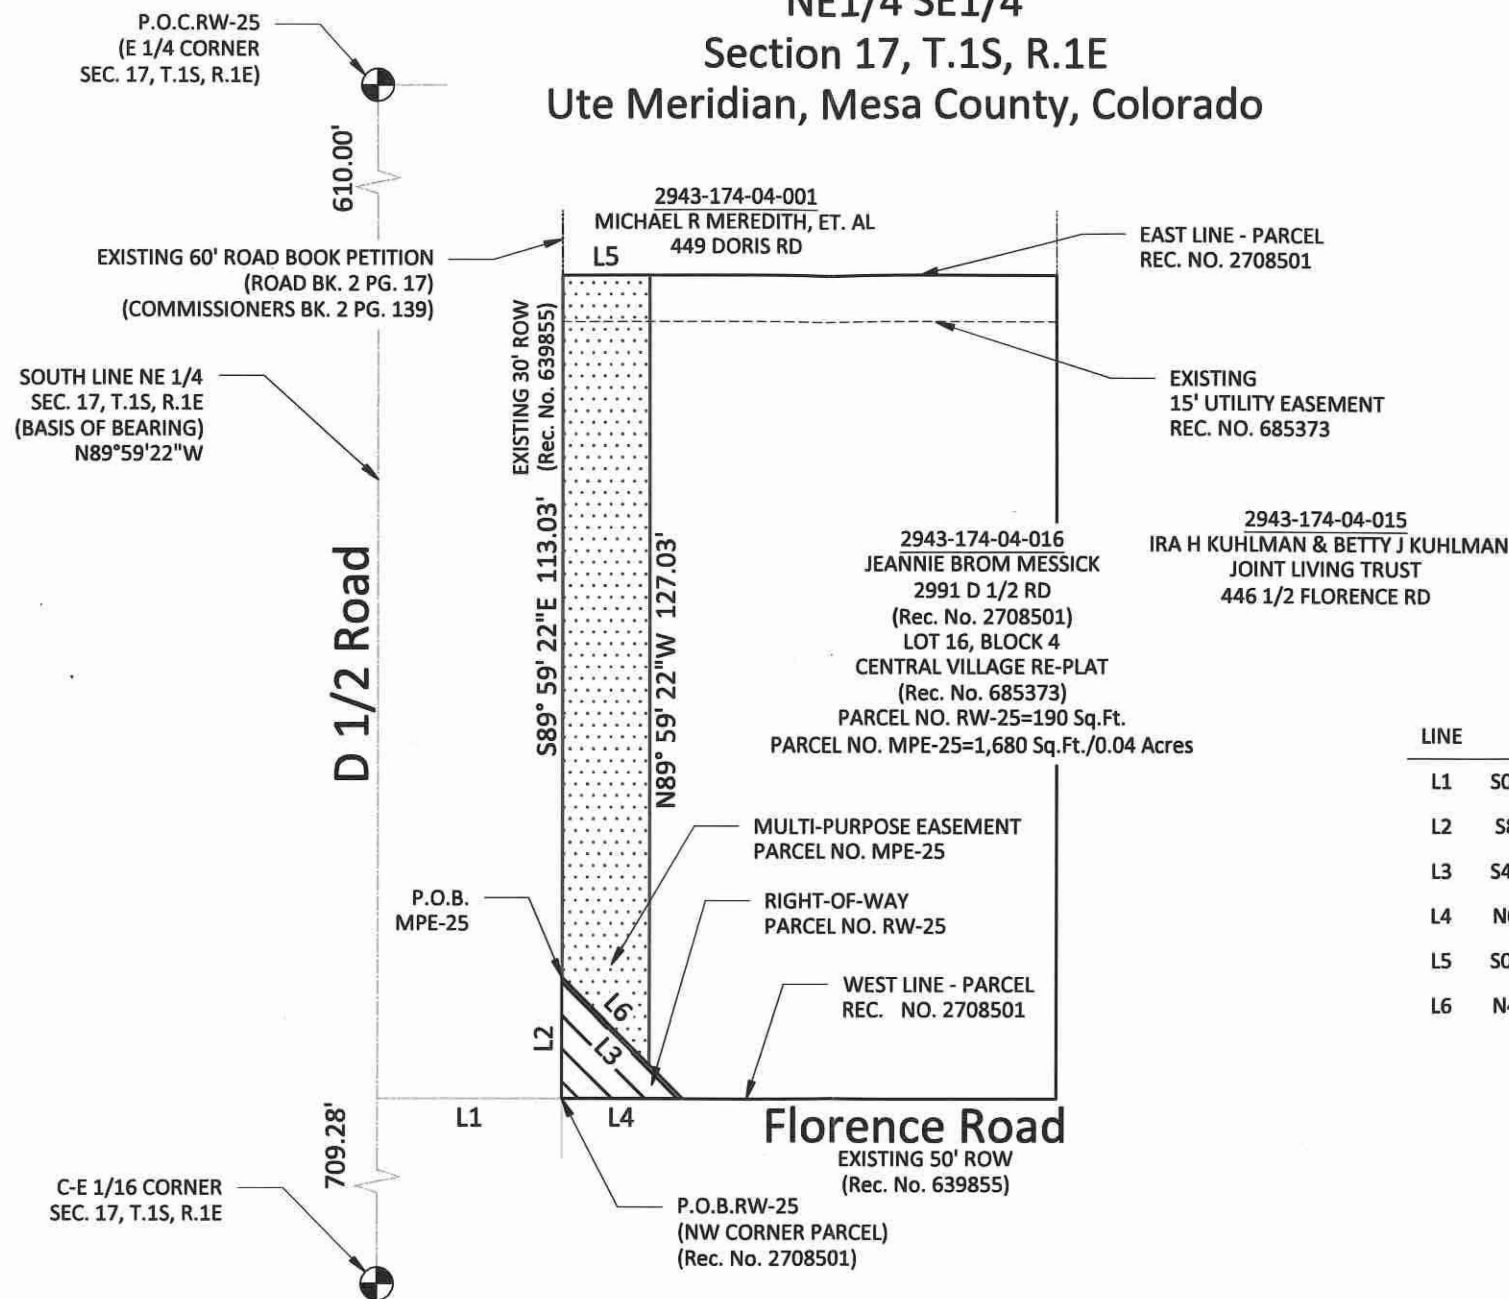 NE1/4 SE1/4
Section 17, T.1S, R.1E
Ute Meridian, Mesa County, Colorado
P.O.C.RW-25
(E 1/4 CORNER
SEC. 17, T.1S, R.1E)
610.00'
2943-174-04-001
MICHAEL R MEREDITH, ET. AL
449 DORIS RD
L5
EXISTING 60' ROAD BOOK PETITION
(ROAD BK. 2 PG. 17)
(COMMISSIONERS BK. 2 PG. 139)
EAST LINE - PARCEL
REC. NO. 2708501
EXISTING 30' ROW
(Rec. No. 639855)
SOUTH LINE NE 1/4
SEC. 17, T.1S, R.1E
(BASIS OF BEARING)
N89°59'22"W
EXISTING
15' UTILITY EASEMENT
REC. NO. 685373
D 1/2 Road
S89° 59' 22"E 113.03'
N89° 59' 22"W 127.03'
2943-174-04-016
JEANNIE BROM MESSICK
2991 D 1/2 RD
(Rec. No. 2708501)
LOT 16, BLOCK 4
CENTRAL VILLAGE RE-PLAT
(Rec. No. 685373)
PARCEL NO. RW-25=190 Sq.Ft.
PARCEL NO. MPE-25=1,680 Sq.Ft./0.04 Acres
2943-174-04-015
IRA H KUHLMAN & BETTY J KUHLMAN
JOINT LIVING TRUST
446 1/2 FLORENCE RD
LINE
L1
L2
L3
L4
L5
L6
MULTI-PURPOSE EASEMENT
PARCEL NO. MPE-25
P.O.B.
MPE-25
RIGHT-OF-WAY
PARCEL NO. RW-25
WEST LINE - PARCEL
REC. NO. 2708501
L6
L3
L2
L1
L4
Florence Road
EXISTING 50' ROW
(Rec. No. 639855)
709.28'
C-E 1/16 CORNER
SEC. 17, T.1S, R.1E
P.O.B.RW-25
(NW CORNER PARCEL)
(Rec. No. 2708501)